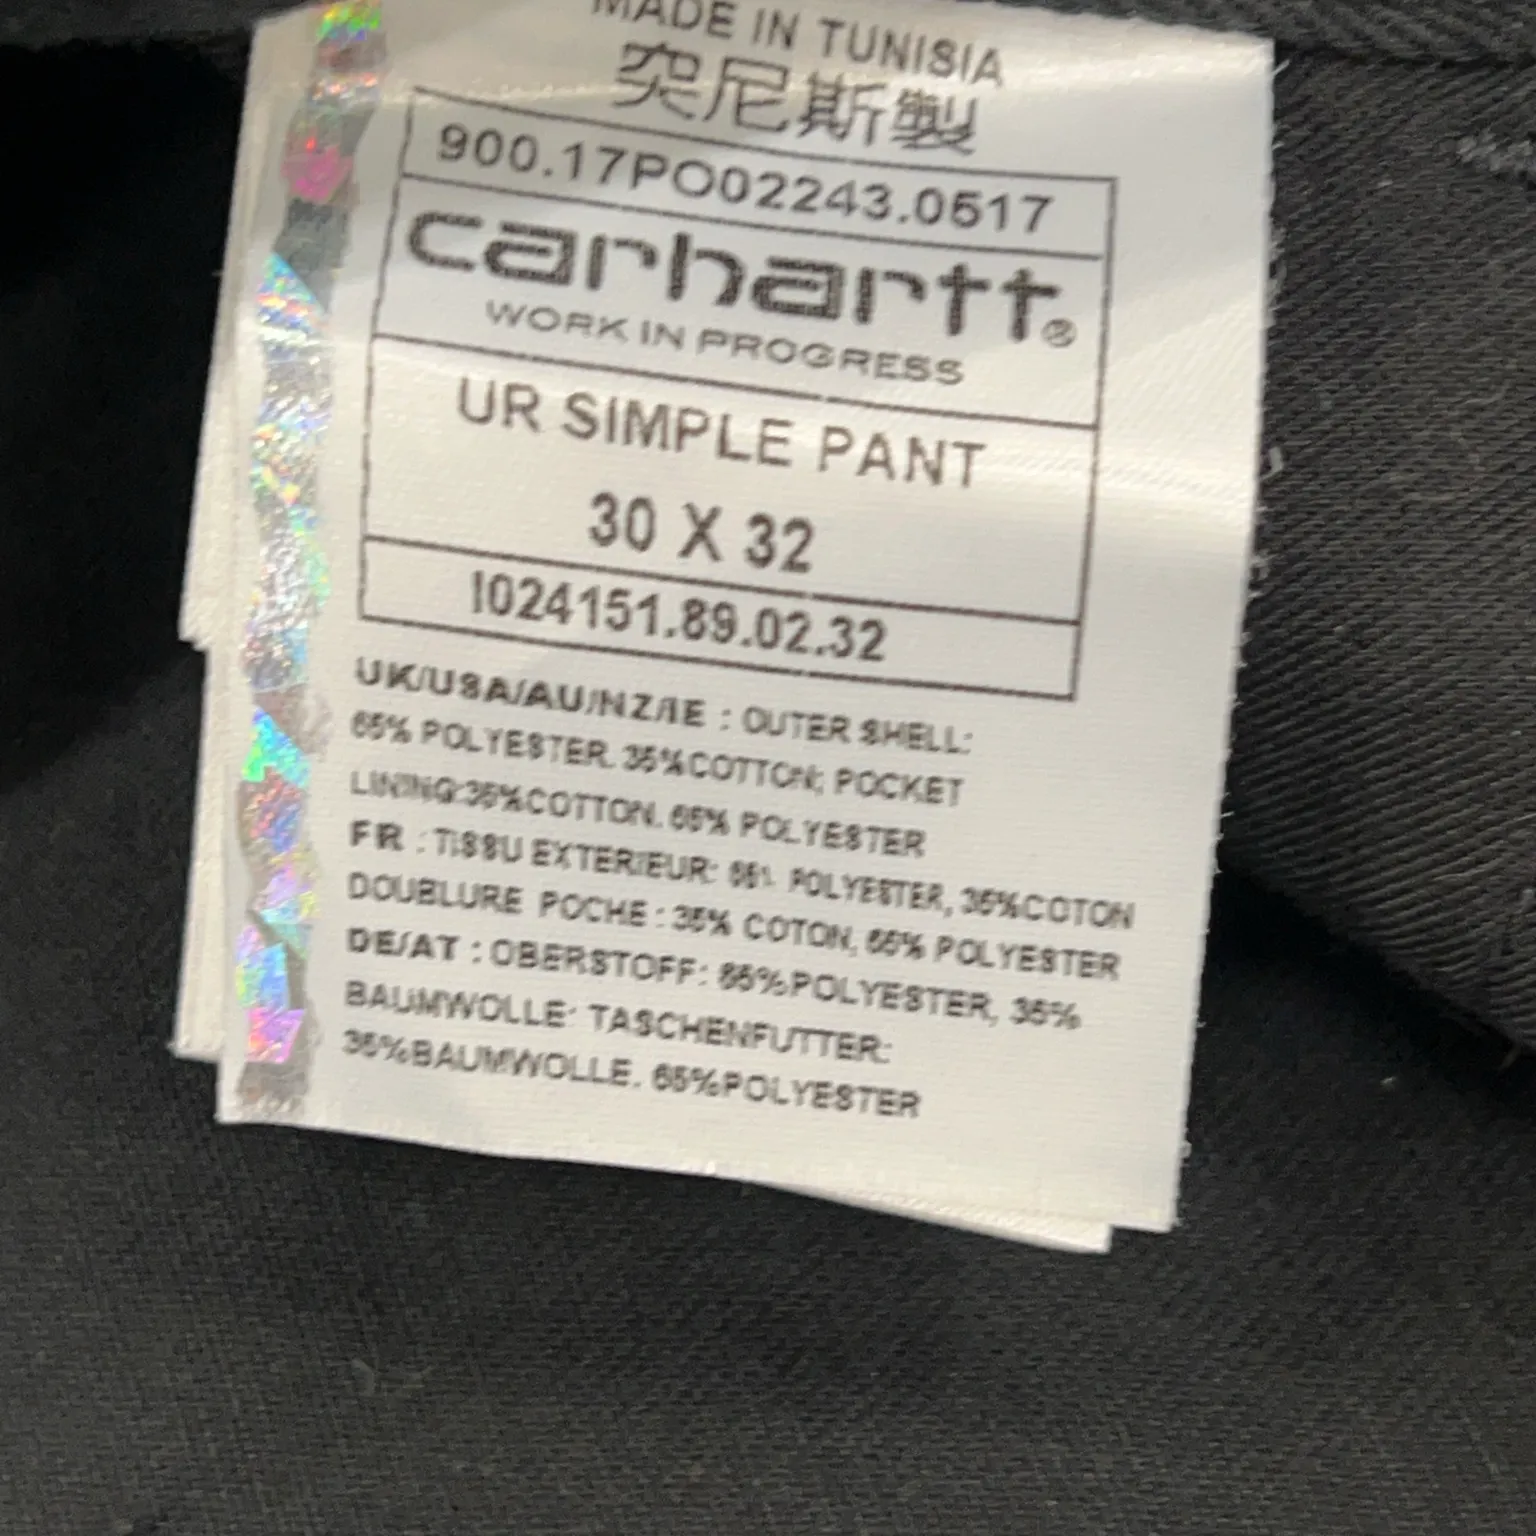 MADE IN TUNISIA
突尼斯製
900.17PO02243.0517
carhartt®
WORK IN PROGRESS
UR SIMPLE PANT
30 X 32
I024151.89.02.32
UK/USA/AU/NZ/IE : OUTER SHELL:
65% POLYESTER. 35%COTTON; POCKET
LINING:35%COTTON. 65% POLYESTER
FR : TISSU EXTERIEUR: 65% POLYESTER, 35%COTON
DOUBLURE POCHE : 35% COTON, 65% POLYESTER
DE/AT : OBERSTOFF: 65%POLYESTER, 35%
BAUMWOLLE: TASCHENFUTTER:
35%BAUMWOLLE. 65%POLYESTER